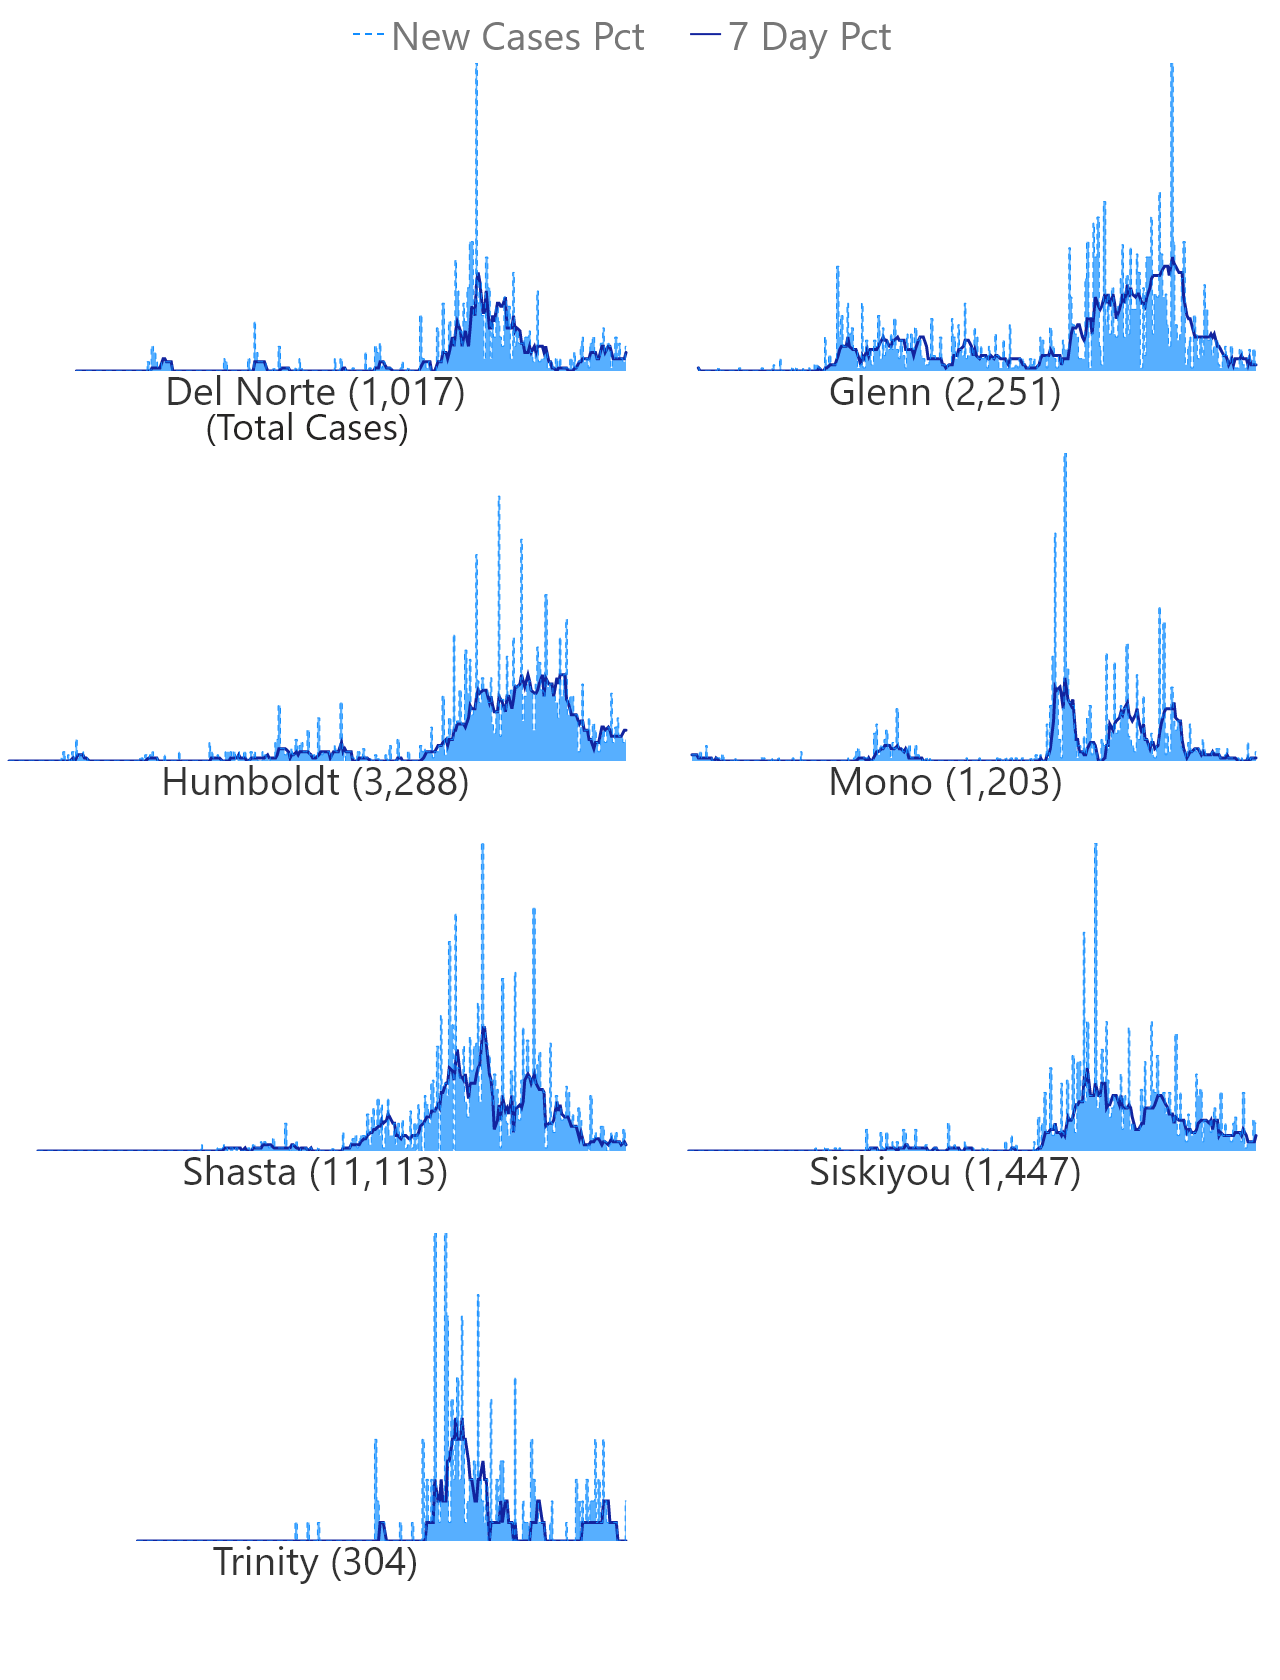 New Cases Pct 7 Day Pct
Del Norte (1,017)
(Total Cases)
Glenn (2,251)
Humboldt (3,288)
Mono (1,203)
Shasta (11,113)
Siskiyou (1,447)
Trinity (304)